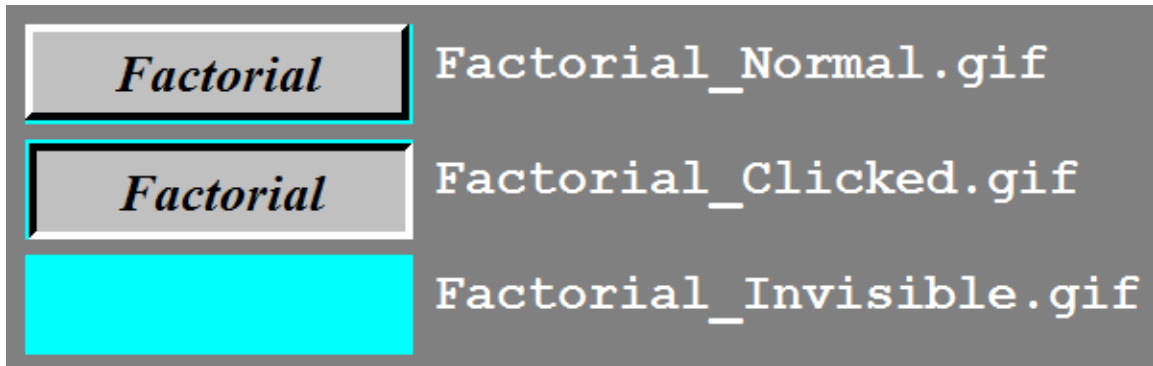 Factorial Factorial_Normal.gif
Factorial Factorial_Clicked.gif
Factorial_Invisible.gif